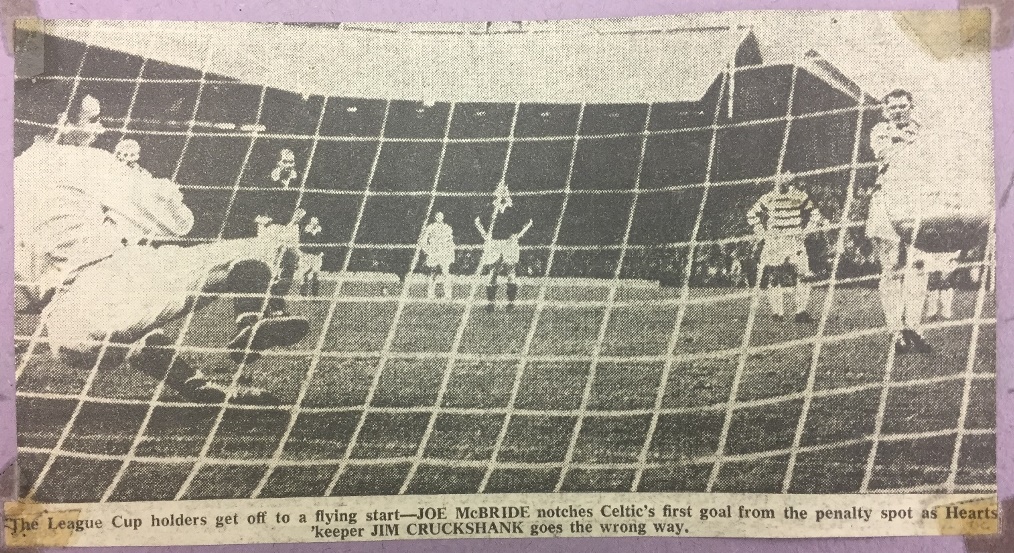 The League Cup holders get off to a flying start—JOE McBRIDE notches Celtic's first goal from the penalty spot as Hearts
'keeper JIM CRUCKSHANK goes the wrong way.